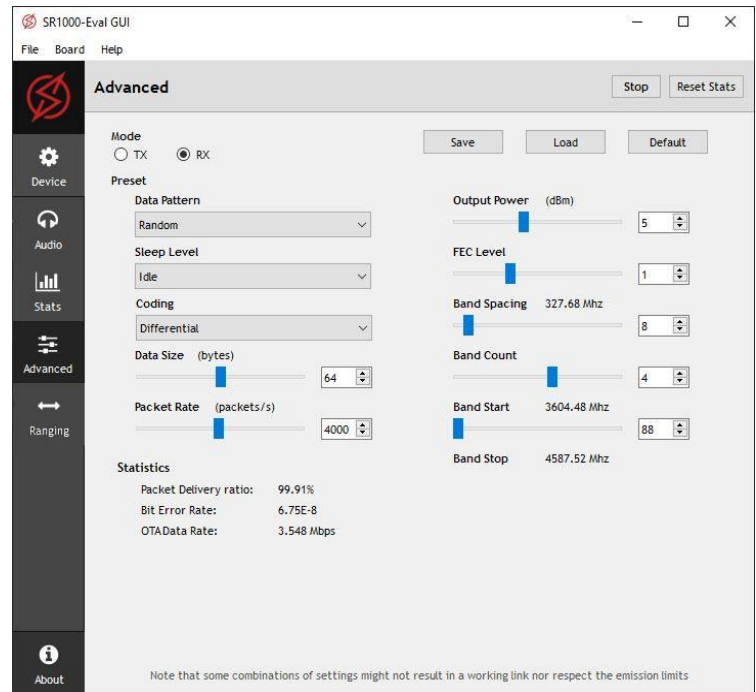 SR1000-Eval GUI
File Board Help
Advanced
Stop Reset Stats
Device
Audio
Stats
Advanced
Ranging
About
Mode
TX RX
Save Load Default
Preset
Data Pattern
Random
Sleep Level
Idle
Coding
Differential
Data Size (bytes)
64
Packet Rate (packets/s)
4000
Output Power (dBm)
5
FEC Level
1
Band Spacing 327.68 Mhz
8
Band Count
4
Band Start 3604.48 Mhz
88
Band Stop 4587.52 Mhz
Statistics
Packet Delivery ratio: 99.91%
Bit Error Rate: 6.75E-8
OTAData Rate: 3.548 Mbps
Note that some combinations of settings might not result in a working link nor respect the emission limits